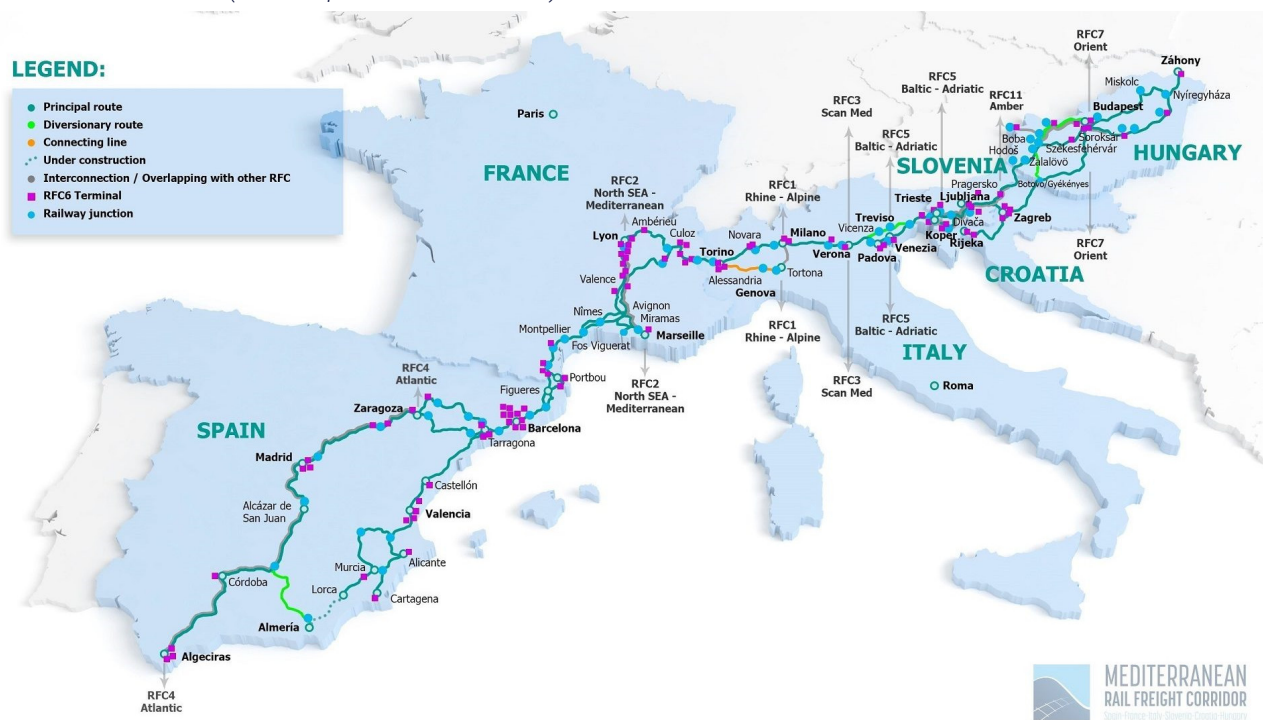 LEGEND:
Principal route
Diversionary route
Connecting line
Under construction
Interconnection / Overlapping with other RFC
RFC6 Terminal
Railway junction
RFC7
Orient
Záhony
Miskolc
Nyíregyháza
RFC5
Baltic - Adriatic
RFC11
Amber
RFC3
Scan Med
Budapest
Paris
RFC5
Baltic - Adriatic
Boba
Soroksár
Székesfehérvár
Hodoš
Zalalövö
HUNGARY
FRANCE
SLOVENIA
RFC2
North SEA -
Mediterranean
RFC1
Rhine - Alpine
Pragersko
Botovo/Gyékényes
Trieste
Ljubljana
Ambérieu
Treviso
Zagreb
Lyon
Culoz
Novara
Milano
Vicenza
Koper
Divača
Rijeka
Torino
Verona
Venezia
Padova
RFC7
Orient
Valence
Alessandria
Tortona
Genova
CROATIA
Avignon
Nîmes
Miramas
Montpellier
Marseille
Fos Viguerat
RFC1
Rhine - Alpine
RFC5
Baltic - Adriatic
ITALY
RFC4
Atlantic
Portbou
Figueres
RFC2
North SEA -
Mediterranean
RFC3
Scan Med
Roma
Zaragoza
SPAIN
Barcelona
Tarragona
Madrid
Castellón
Alcázar de
San Juan
Valencia
Murcia
Alicante
Córdoba
Lorca
Cartagena
Almería
Algeciras
RFC4
Atlantic
MEDITERRANEAN
RAIL FREIGHT CORRIDOR